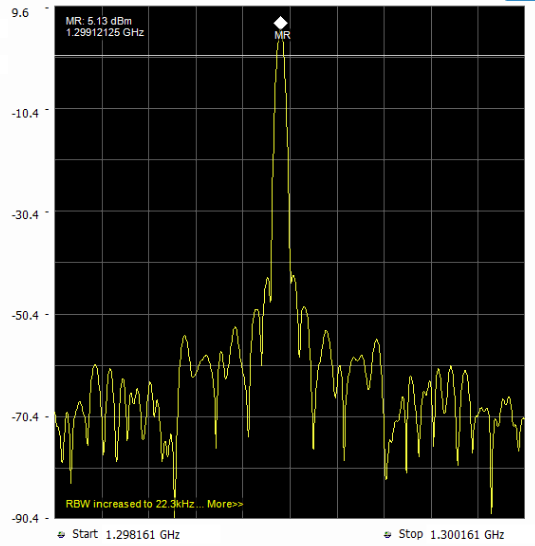 9.6
MR: 5.13 dBm
1.29912125 GHz
MR
-10.4
-30.4
-50.4
-70.4
RBW increased to 22.3kHz... More>>
-90.4
Start 1.298161 GHz
Stop 1.300161 GHz